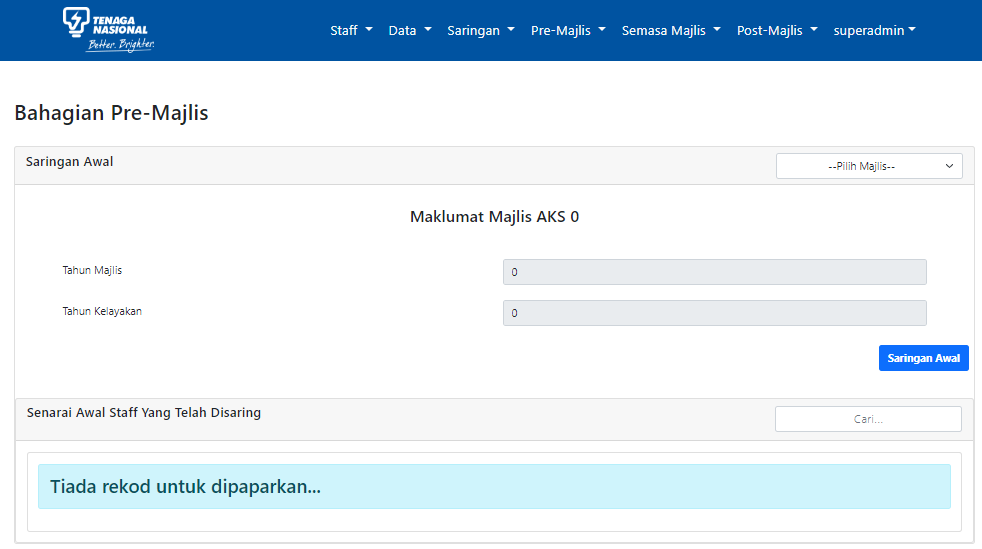 TENAGA
NASIONAL
Better. Brighter.
Staff Data Saringan Pre-Majlis Semasa Majlis Post-Majlis superadmin
Bahagian Pre-Majlis
Saringan Awal
--Pilih Majlis--
Maklumat Majlis AKS 0
Tahun Majlis 0
Tahun Kelayakan 0
Saringan Awal
Senarai Awal Staff Yang Telah Disaring
Cari...
Tiada rekod untuk dipaparkan...